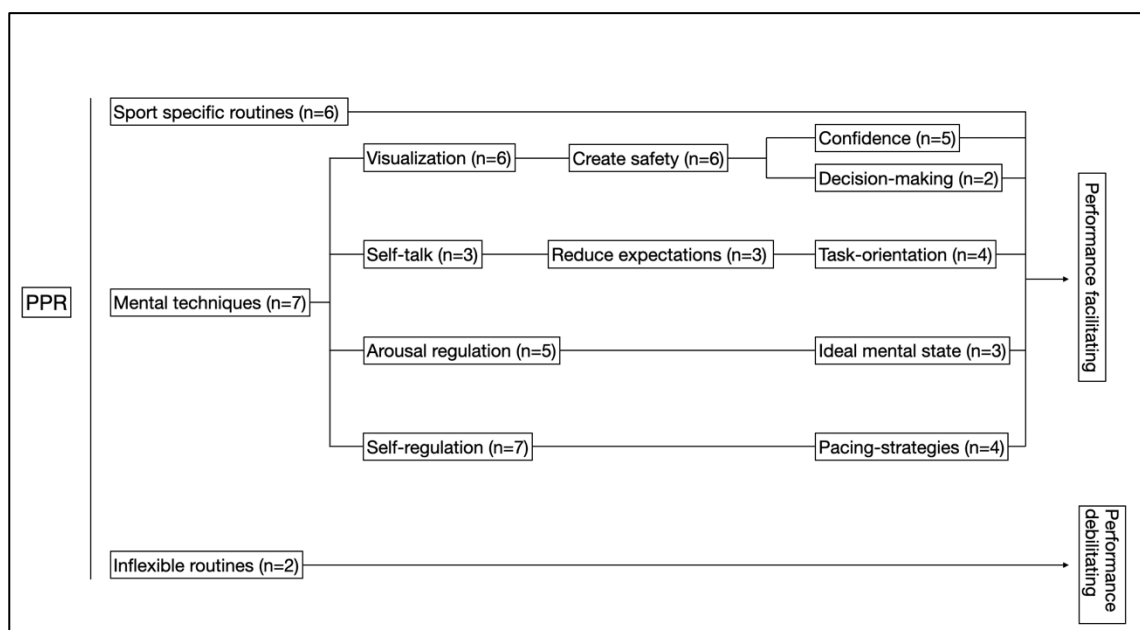 Sport specific routines (n=6)
Confidence (n=5)
Visualization (n=6)
Create safety (n=6)
Decision-making (n=2)
Self-talk (n=3)
Reduce expectations (n=3)
Task-orientation (n=4)
Performance facilitating
PPR
Mental techniques (n=7)
Arousal regulation (n=5)
Ideal mental state (n=3)
Self-regulation (n=7)
Pacing-strategies (n=4)
Inflexible routines (n=2)
Performance
debilitating